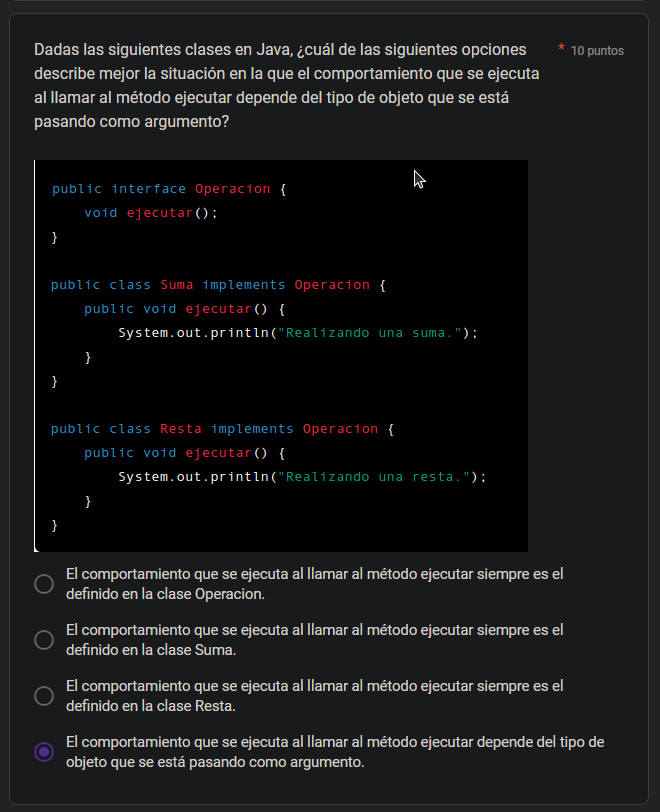 Dadas las siguientes clases en Java, ¿cuál de las siguientes opciones
* 10 puntos
describe mejor la situación en la que el comportamiento que se ejecuta
al llamar al método ejecutar depende del tipo de objeto que se está
pasando como argumento?
public interface Operacion {
    void ejecutar();
}
public class Suma implements Operacion {
    public void ejecutar() {
        System.out.println("Realizando una suma.");
    }
}
public class Resta implements Operacion {
    public void ejecutar() {
        System.out.println("Realizando una resta.");
    }
}
El comportamiento que se ejecuta al llamar al método ejecutar siempre es el
definido en la clase Operacion.
El comportamiento que se ejecuta al llamar al método ejecutar siempre es el
definido en la clase Suma.
El comportamiento que se ejecuta al llamar al método ejecutar siempre es el
definido en la clase Resta.
El comportamiento que se ejecuta al llamar al método ejecutar depende del tipo de
objeto que se está pasando como argumento.